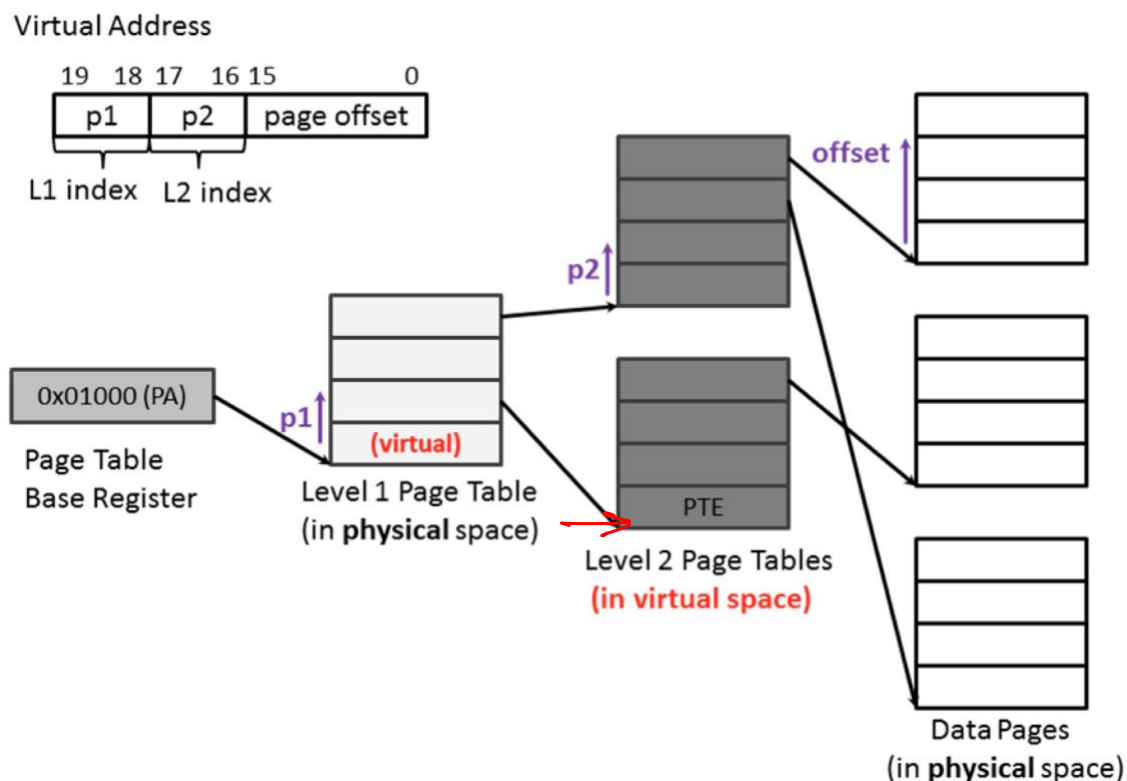 Virtual Address
19 18 17 16 15 0
p1 p2 page offset
L1 index L2 index
0x01000 (PA)
Page Table
Base Register
p1
(virtual)
Level 1 Page Table
(in physical space)
p2
PTE
Level 2 Page Tables
(in virtual space)
offset
Data Pages
(in physical space)